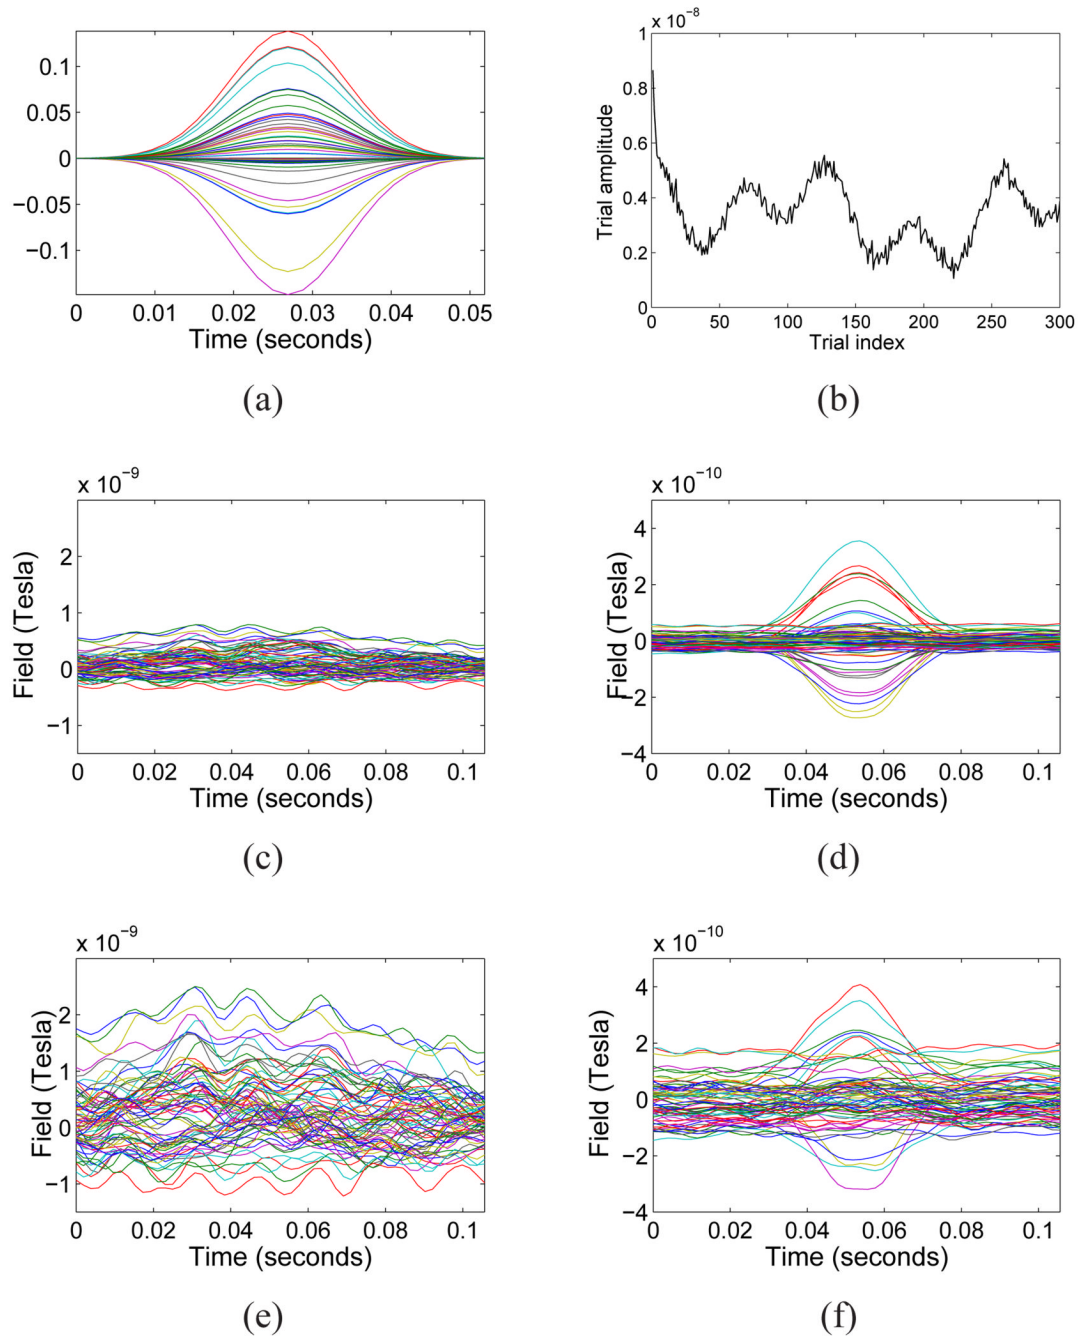 0.1
0.05
0
−0.05
−0.1
0 0.01 0.02 0.03 0.04 0.05
Time (seconds)
(a)
x 10−8
1
0.8
0.6
0.4
0.2
0
Trial amplitude
0 50 100 150 200 250 300
Trial index
(b)
x 10−9
2
1
0
−1
Field (Tesla)
0 0.02 0.04 0.06 0.08 0.1
Time (seconds)
(c)
x 10−10
4
2
0
−2
−4
Field (Tesla)
0 0.02 0.04 0.06 0.08 0.1
Time (seconds)
(d)
x 10−9
2
1
0
−1
Field (Tesla)
0 0.02 0.04 0.06 0.08 0.1
Time (seconds)
(e)
x 10−10
4
2
0
−2
−4
Field (Tesla)
0 0.02 0.04 0.06 0.08 0.1
Time (seconds)
(f)